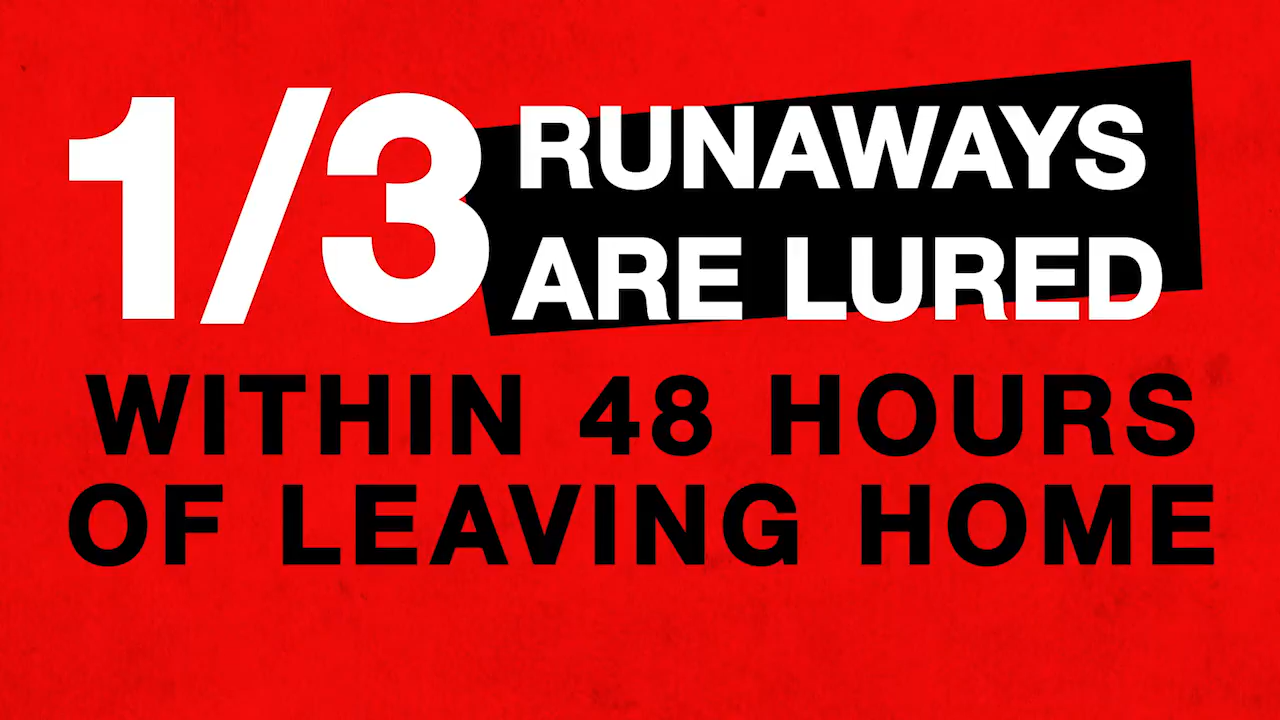 1/3 RUNAWAYS
ARE LURED
WITHIN 48 HOURS
OF LEAVING HOME